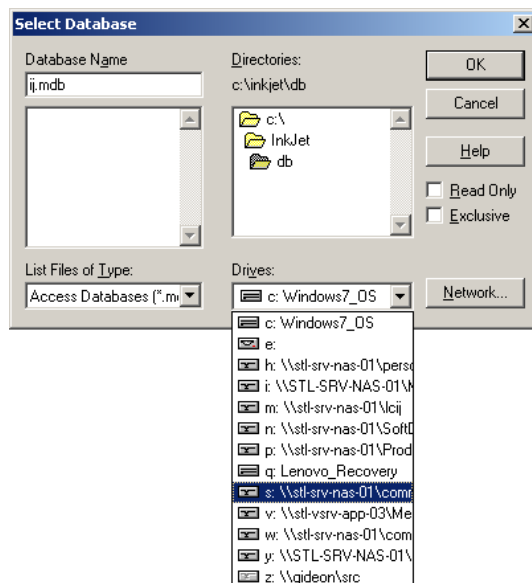 Select Database
Database Name
ij.mdb
Directories:
c:\inkjet\db
c:\
InkJet
db
OK
Cancel
Help
Read Only
Exclusive
List Files of Type:
Access Databases (*.m
Drives:
c: Windows7_OS
Network...
c: Windows7_OS
e:
h: \\stl-srv-nas-01\perso
i: \\STL-SRV-NAS-01\
m: \\stl-srv-nas-01\lcij
n: \\stl-srv-nas-01\Soft
p: \\stl-srv-nas-01\Prod
q: Lenovo_Recovery
s: \\stl-srv-nas-01\com
v: \\stl-vsrv-app-03\Me
w: \\stl-srv-nas-01\com
y: \\STL-SRV-NAS-01\
z: \\gideon\src